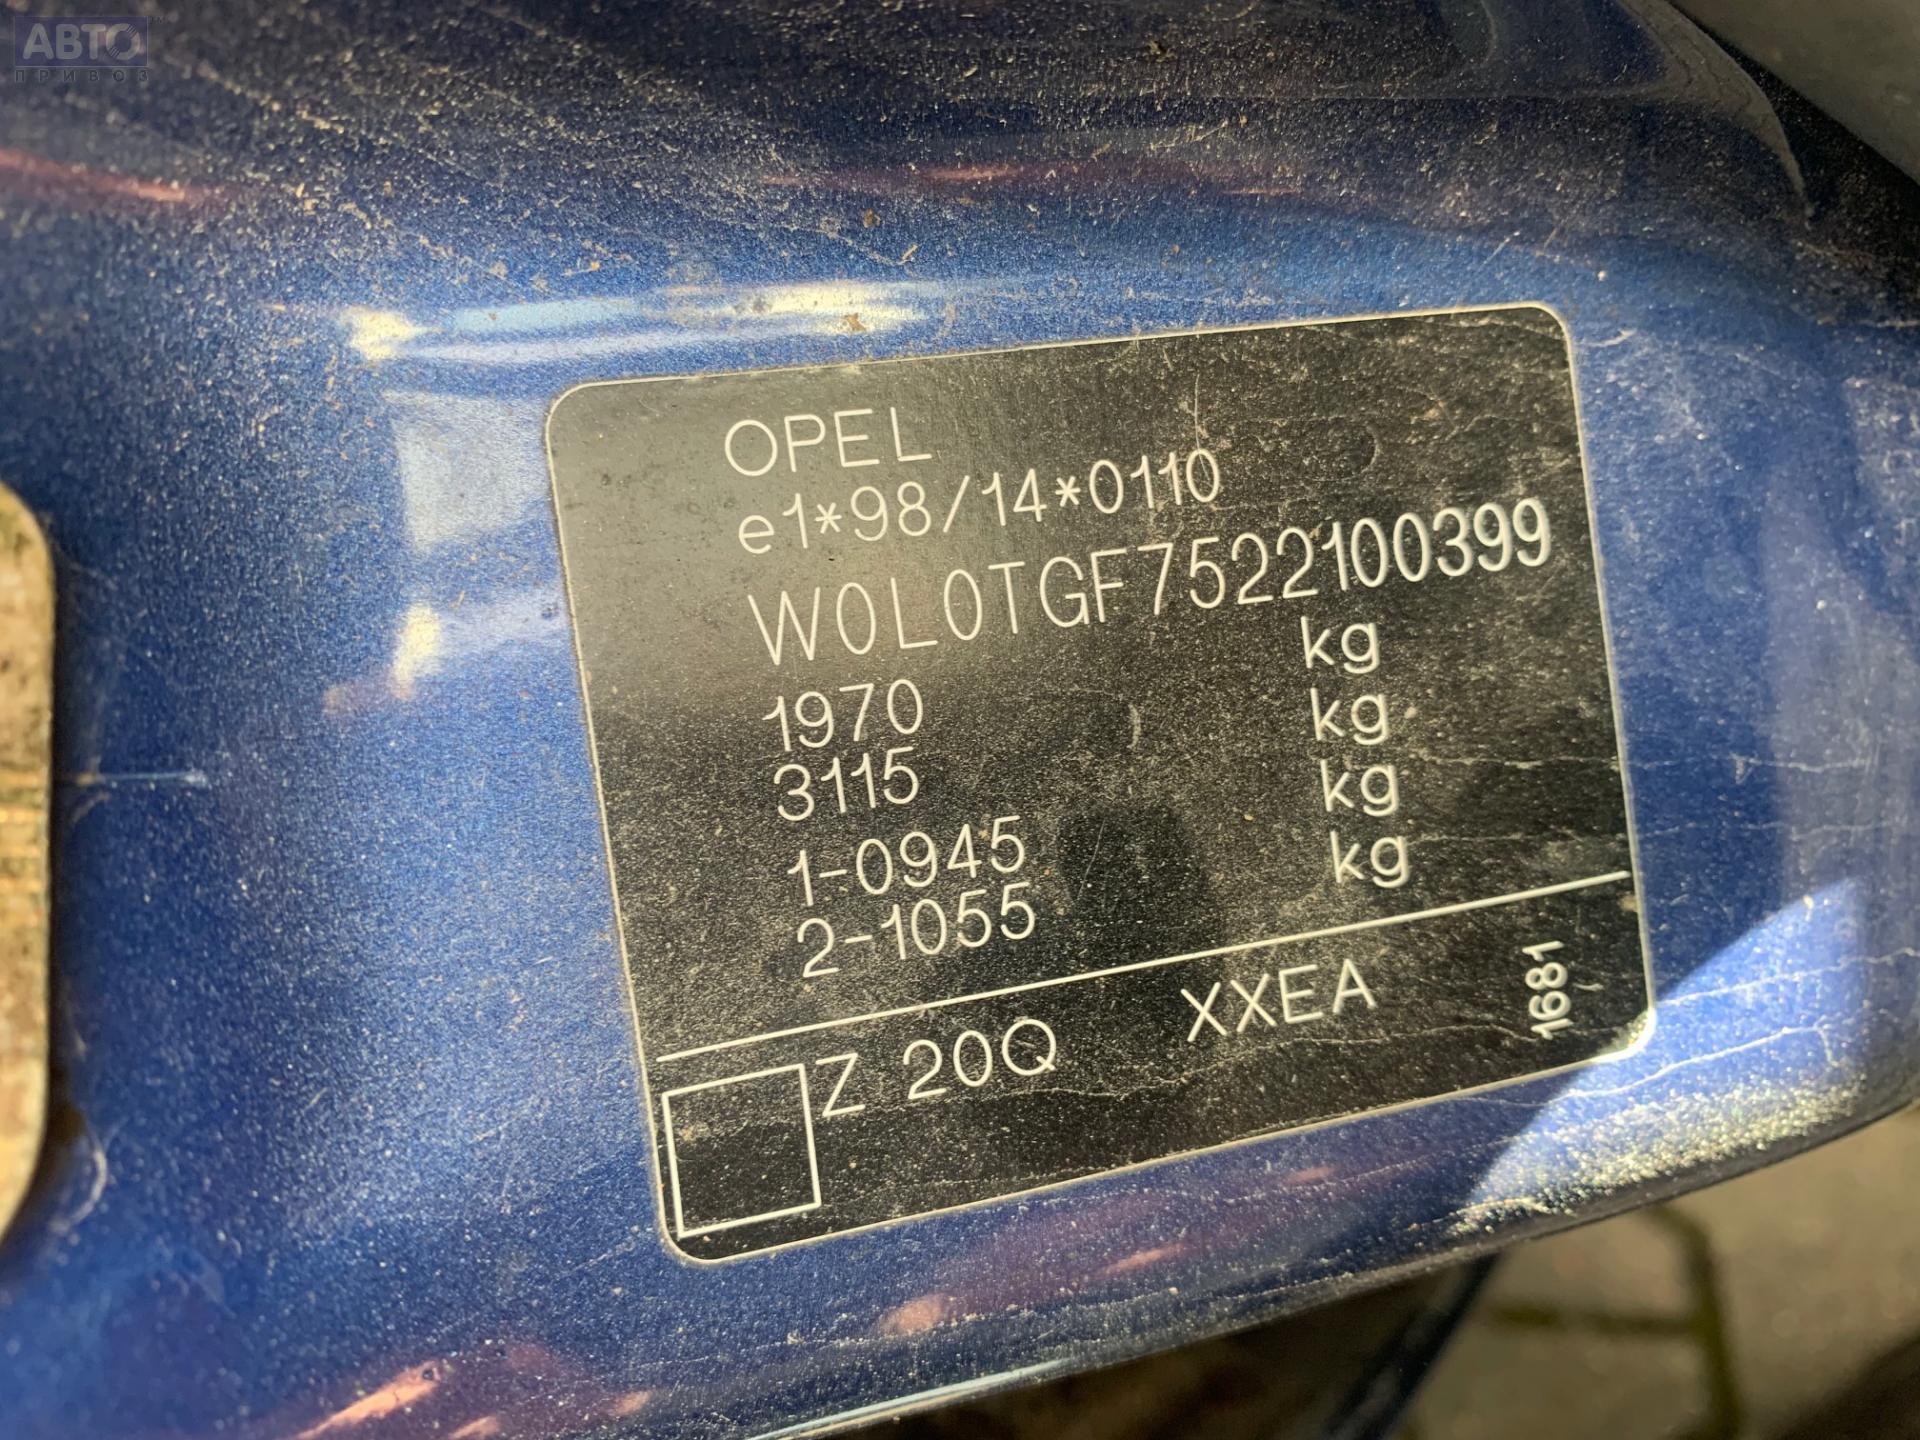 АВТО
ПРИВОЗ
OPEL
e1*98/14*0110
W0L0TGF7522100399
kg
1970 kg
3115 kg
1-0945 kg
2-1055
Z 20Q XXEA 1681